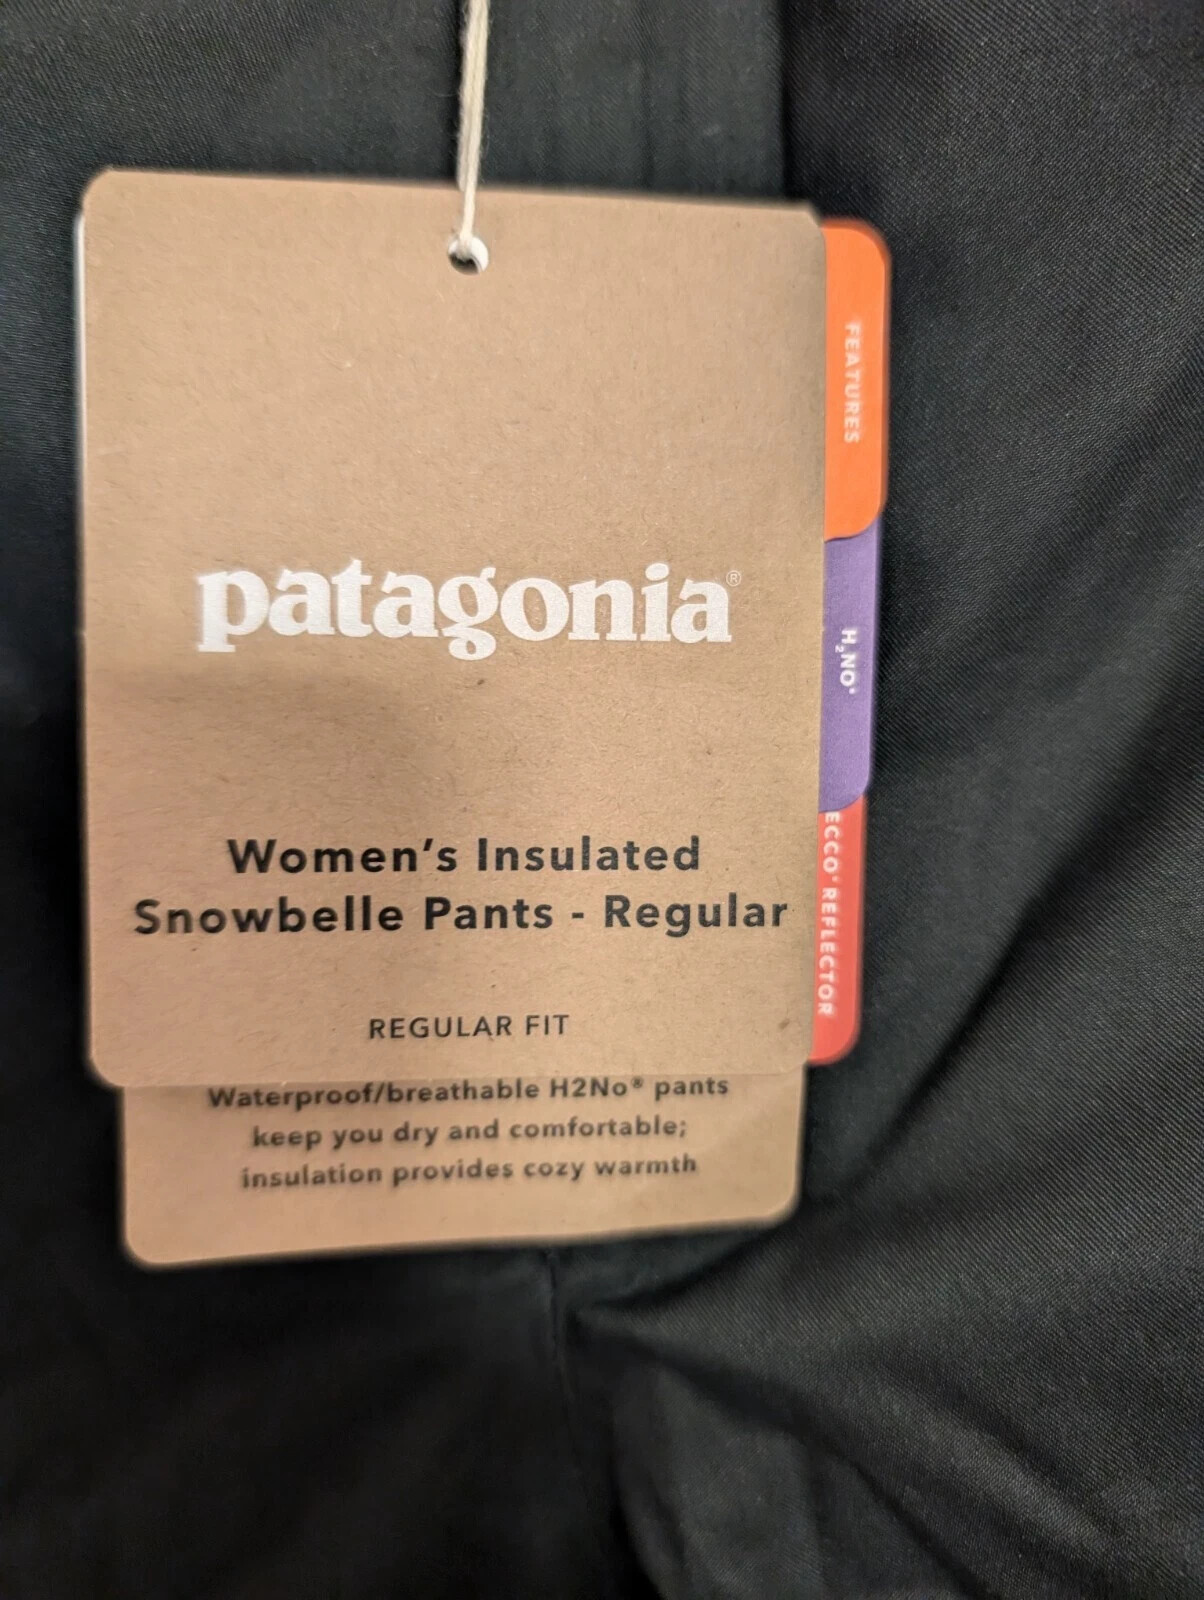 patagonia®
Women's Insulated
Snowbelle Pants - Regular
REGULAR FIT
Waterproof/breathable H2No® pants
keep you dry and comfortable;
insulation provides cozy warmth
FEATURES
H₂NO®
RECCO® REFLECTOR